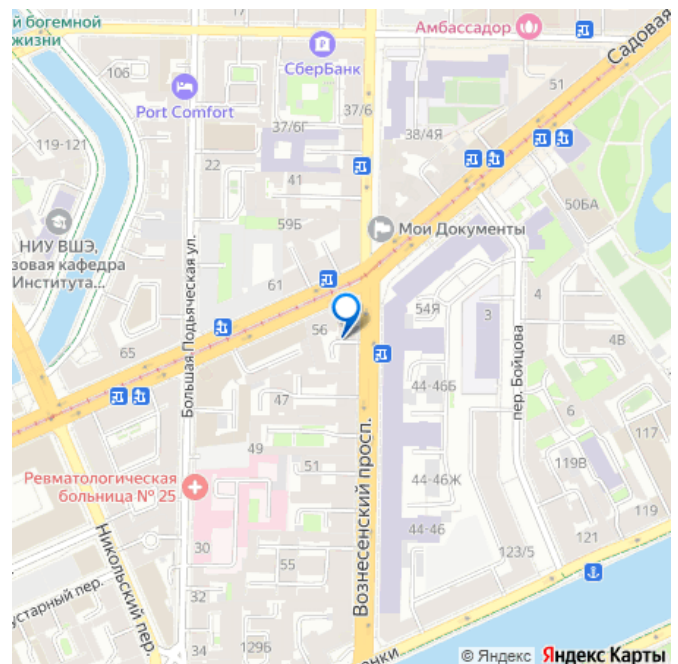 й богемной
жизни
Амбассадор
Садовая
СберБанк
106
51
Port Comfort
37/6
37/6Г
38/4Я
119-121
22
41
50БА
59Б
Мои Документы
НИУ ВШЭ,
зовая кафедра
Института...
Большая Подьяческая ул.
61
54Я
4
3
56
4В
65
пер. Бойцова
44-46Б
47
6
117
Вознесенский просп.
49
51
119В
Ревматологическая
больница № 25
44-46Ж
44-46
121
30
123/5
Никольский пер.
55
устарный пер.
32
34
129Б
нки
© Яндекс Яндекс Карты